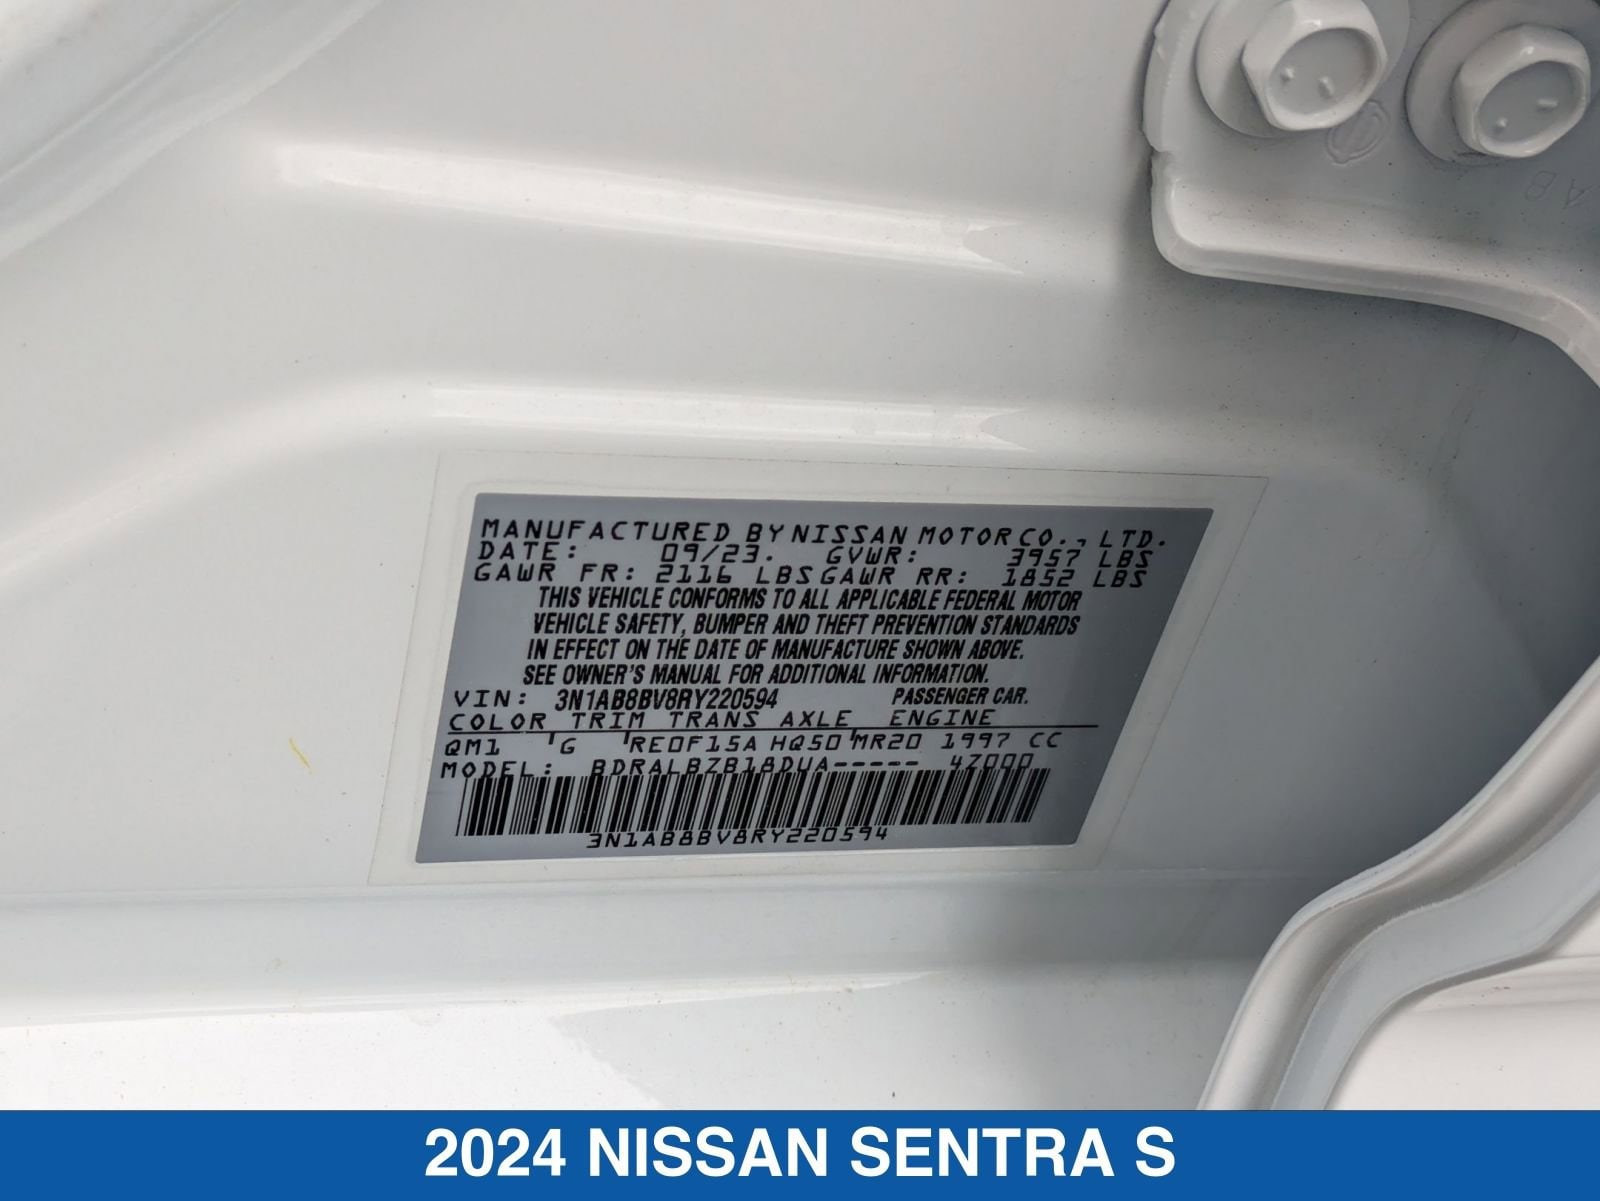 MANUFACTURED BY NISSAN MOTOR CO., LTD.
DATE: 09/23. GVWR: 3957 LBS
GAWR FR: 2116 LBS GAWR RR: 1852 LBS
THIS VEHICLE CONFORMS TO ALL APPLICABLE FEDERAL MOTOR
VEHICLE SAFETY, BUMPER AND THEFT PREVENTION STANDARDS
IN EFFECT ON THE DATE OF MANUFACTURE SHOWN ABOVE.
SEE OWNER'S MANUAL FOR ADDITIONAL INFORMATION.
VIN: 3N1AB8BV8RY220594 PASSENGER CAR.
COLOR TRIM TRANS AXLE ENGINE
QM1 ' G ' RE0F15A HQ50 ' MR20 1997 CC
MODEL: BDRALBZB18DUA----- 4Z000
3N1AB8BV8RY220594
2024 NISSAN SENTRA S